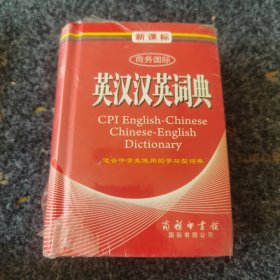 新课标
商务国际
英汉汉英词典
CPI English-Chinese
Chinese-English
Dictionary
适合中学生使用的学习型词典
商务印书馆
国际有限公司